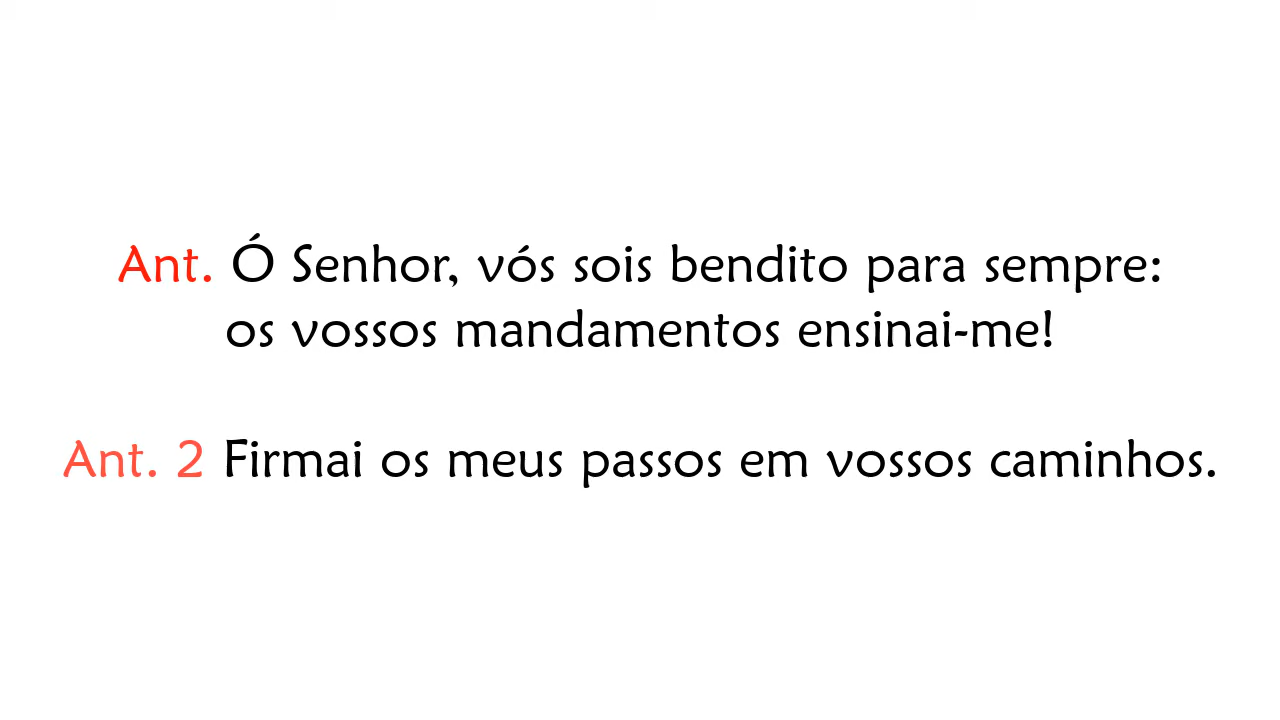 Ant. Ó Senhor, vós sois bendito para sempre:
os vossos mandamentos ensinai-me!
Ant. 2 Firmai os meus passos em vossos caminhos.